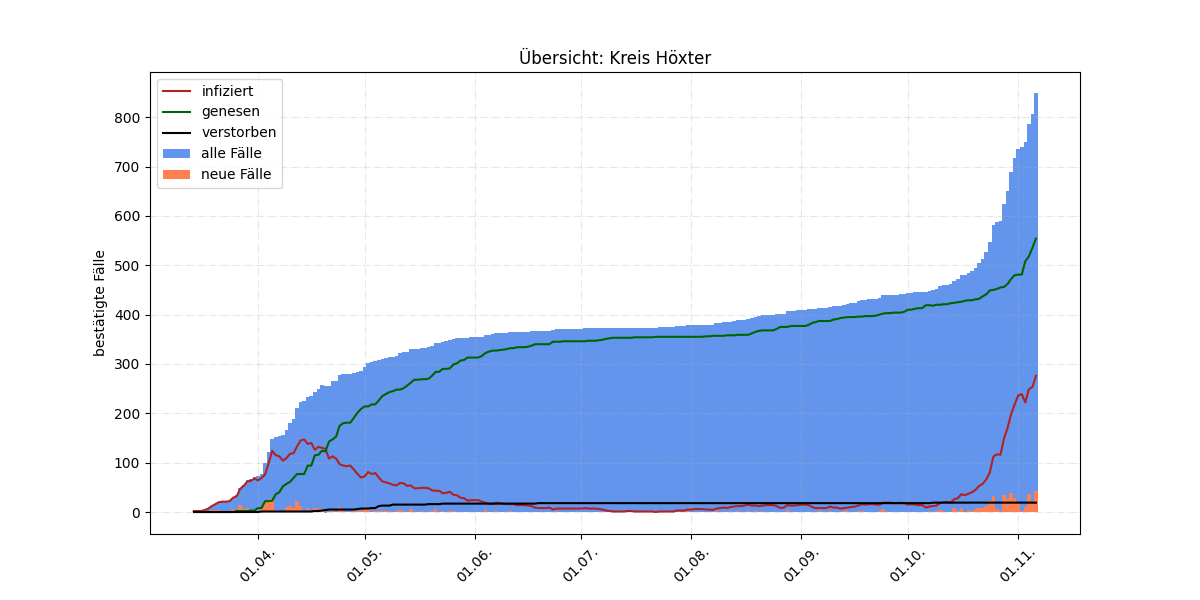 Übersicht: Kreis Höxter
infiziert
genesen
verstorben
alle Fälle
neue Fälle
bestätigte Fälle
800
700
600
500
400
300
200
100
0
01.04.
01.05.
01.06.
01.07.
01.08.
01.09.
01.10.
01.11.